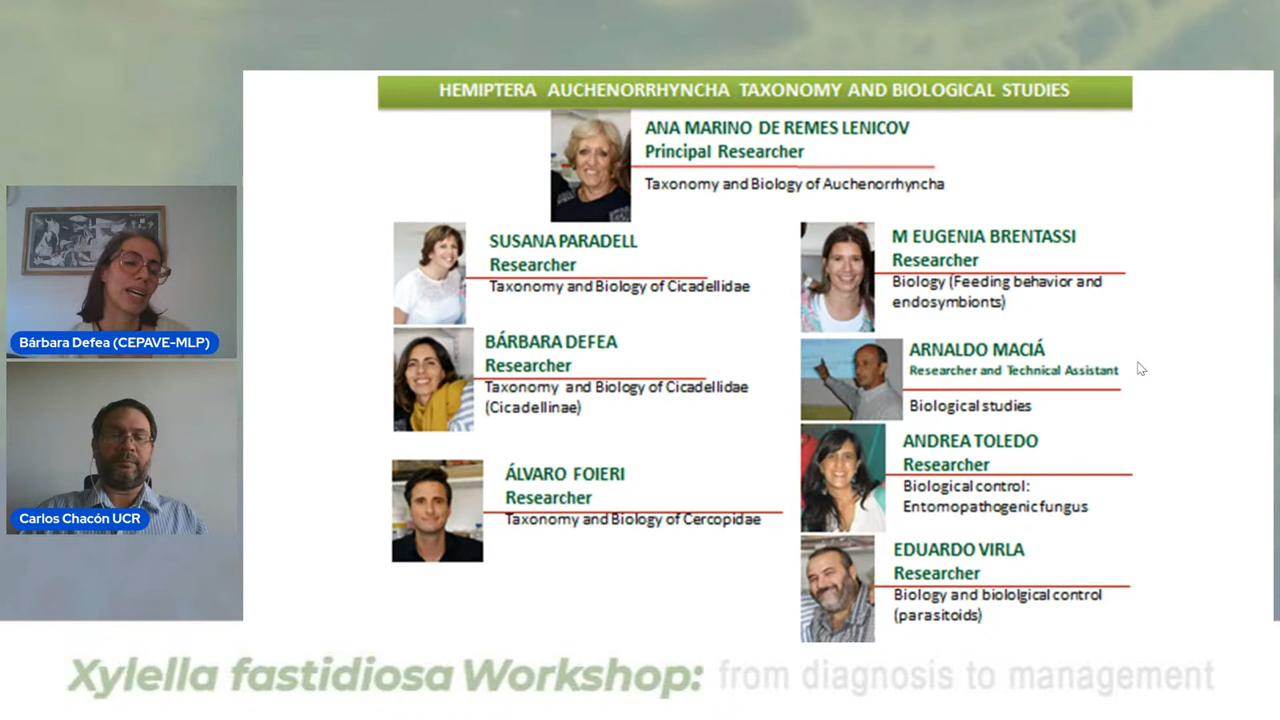 HEMIPTERA AUCHENORRHYNCHA TAXONOMY AND BIOLOGICAL STUDIES
ANA MARINO DE REMES LENICOV
Principal Researcher
Taxonomy and Biology of Auchenorrhyncha
SUSANA PARADELL
Researcher
Taxonomy and Biology of Cicadellidae
BÁRBARA DEFEA
Researcher
Taxonomy and Biology of Cicadellidae
(Cicadellinae)
ÁLVARO FOIERI
Researcher
Taxonomy and Biology of Cercopidae
M EUGENIA BRENTASSI
Researcher
Biology (Feeding behavior and
endosymbionts)
ARNALDO MACIÁ
Researcher and Technical Assistant
Biological studies
ANDREA TOLEDO
Researcher
Biological control:
Entomopathogenic fungus
EDUARDO VIRLA
Researcher
Biology and biololgical control
(parasitoids)
Bárbara Defea (CEPAVE-MLP)
Carlos Chacón UCR
Xylella fastidiosa Workshop: from diagnosis to management